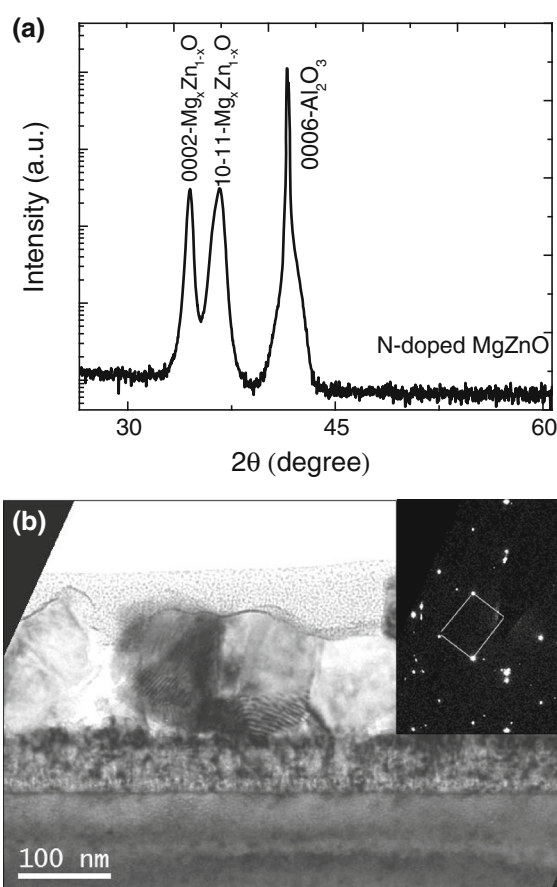 (a)
Intensity (a.u.)
0002-MgₓZn₁₋ₓO
10-11-MgₓZn₁₋ₓO
0006-Al₂O₃
N-doped MgZnO
30 45 60
2θ (degree)
(b)
100 nm